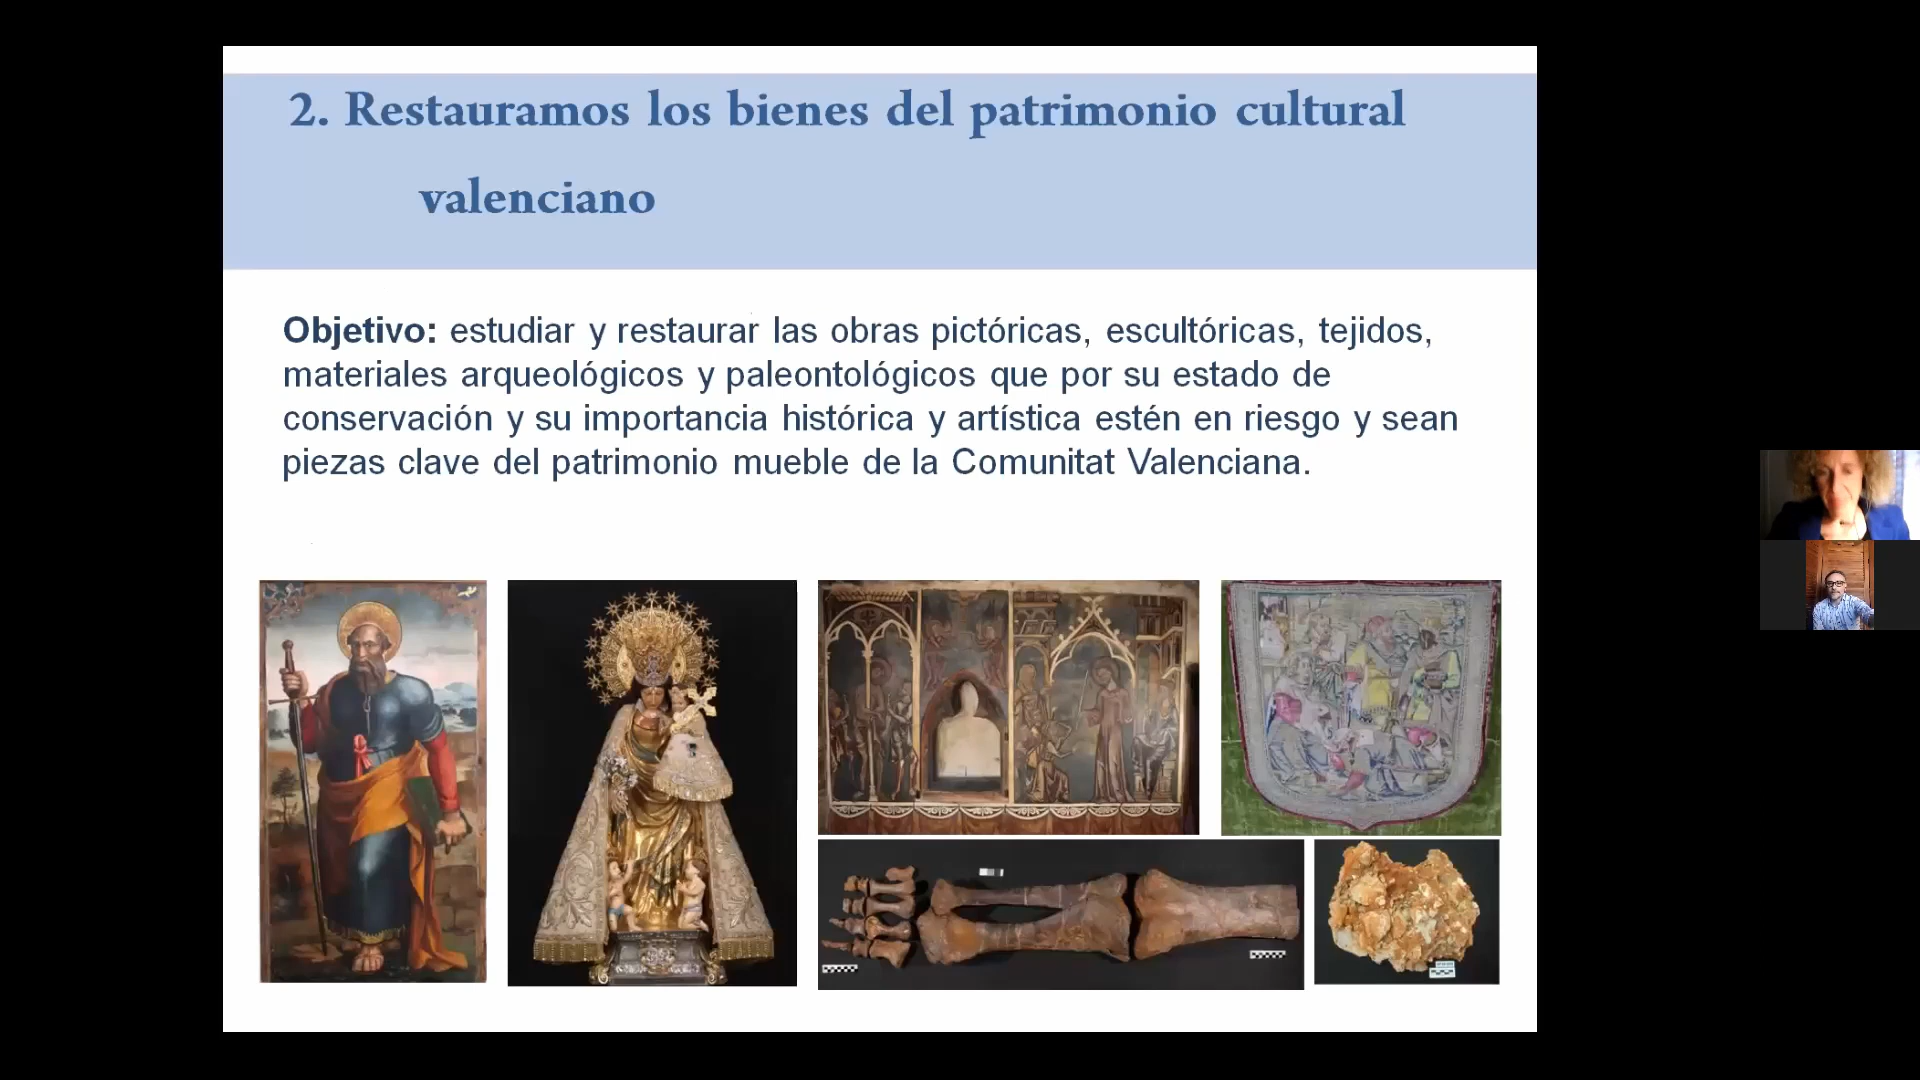 2. Restauramos los bienes del patrimonio cultural
valenciano
Objetivo: estudiar y restaurar las obras pictóricas, escultóricas, tejidos,
materiales arqueológicos y paleontológicos que por su estado de
conservación y su importancia histórica y artística estén en riesgo y sean
piezas clave del patrimonio mueble de la Comunitat Valenciana.